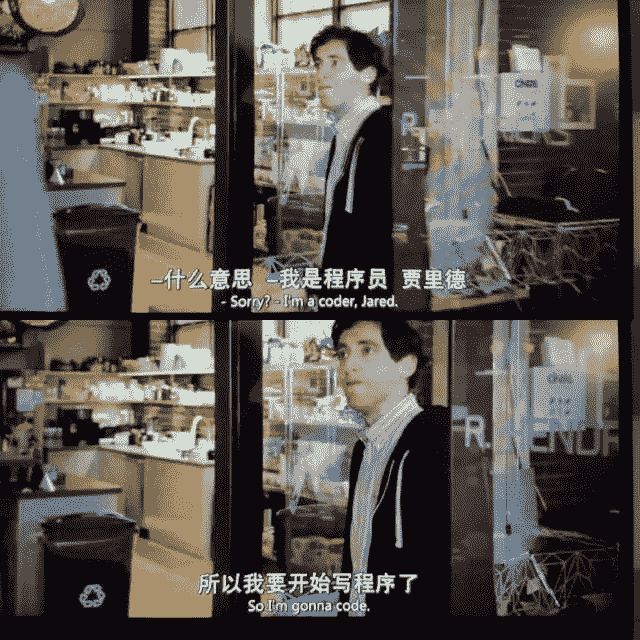 –什么意思 –我是程序员 贾里德
- Sorry? - I'm a coder, Jared.
所以我要开始写程序了
So I'm gonna code.